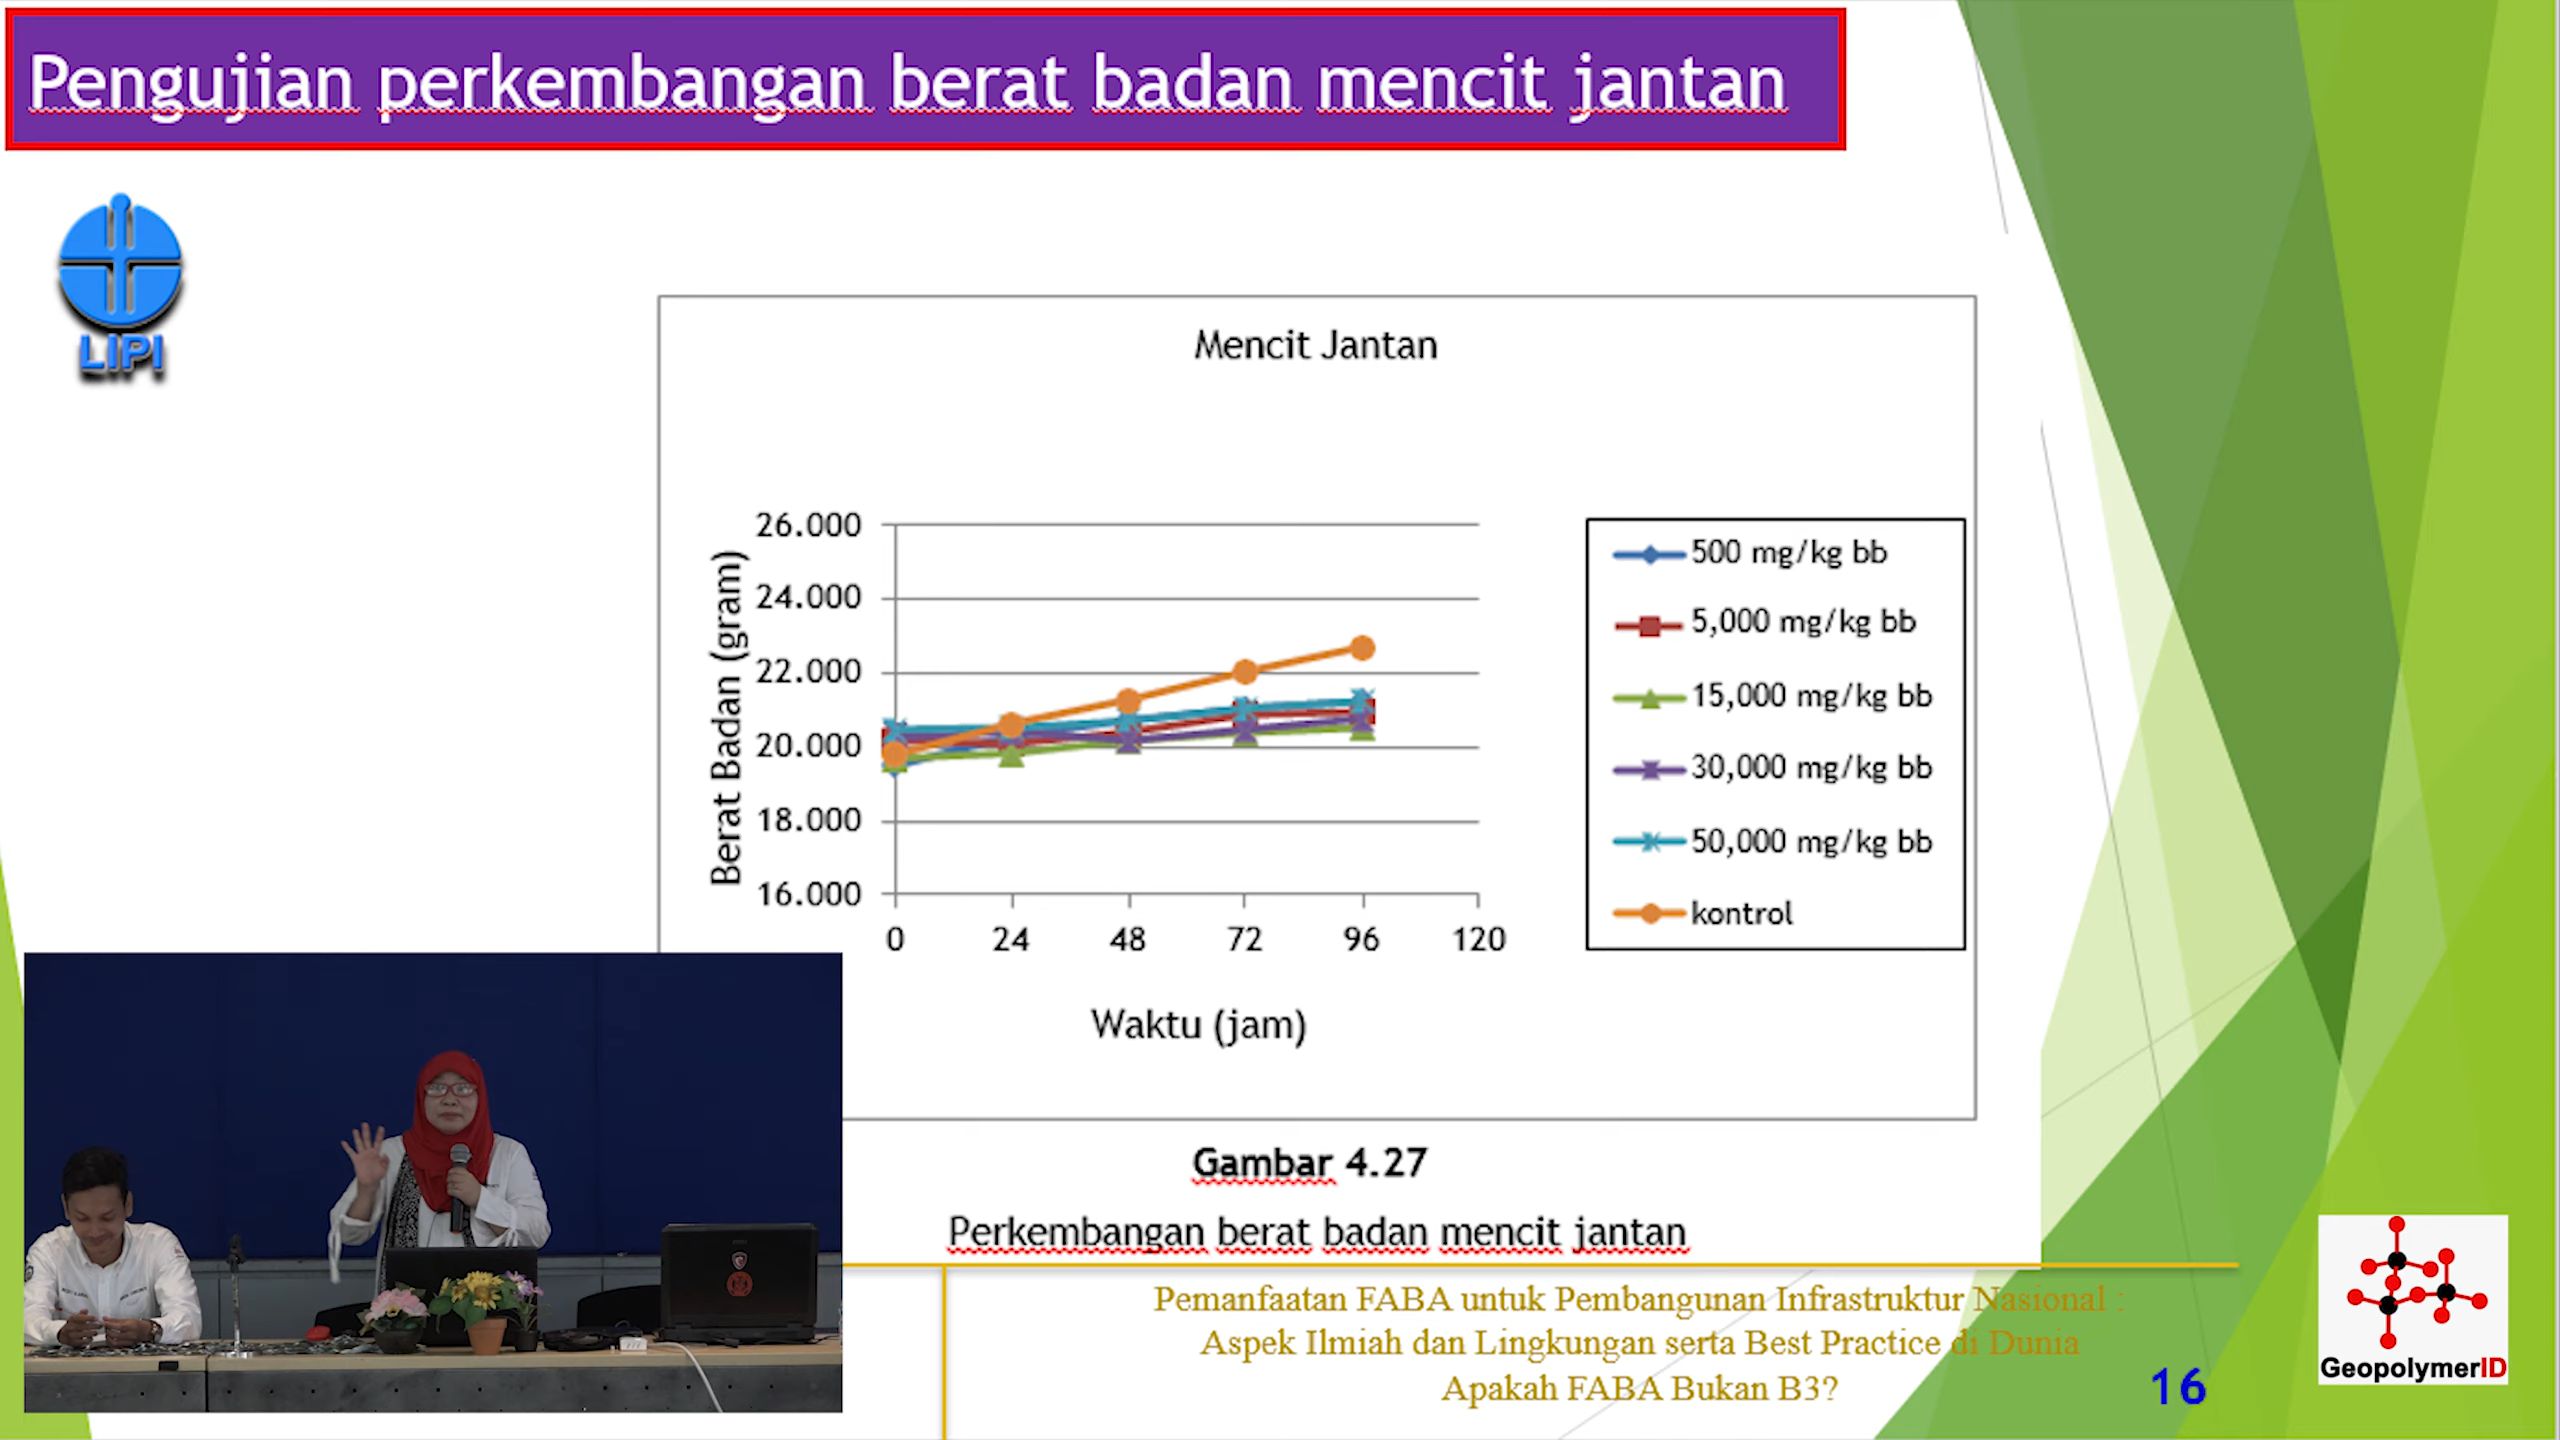 Pengujian perkembangan berat badan mencit jantan
LIPI
Mencit Jantan
Berat Badan (gram)
26.000
24.000
22.000
20.000
18.000
16.000
0 24 48 72 96 120
Waktu (jam)
500 mg/kg bb
5,000 mg/kg bb
15,000 mg/kg bb
30,000 mg/kg bb
50,000 mg/kg bb
kontrol
Gambar 4.27
Perkembangan berat badan mencit jantan
Pemanfaatan FABA untuk Pembangunan Infrastruktur Nasional :
Aspek Ilmiah dan Lingkungan serta Best Practice di Dunia
Apakah FABA Bukan B3?
16
GeopolymerID